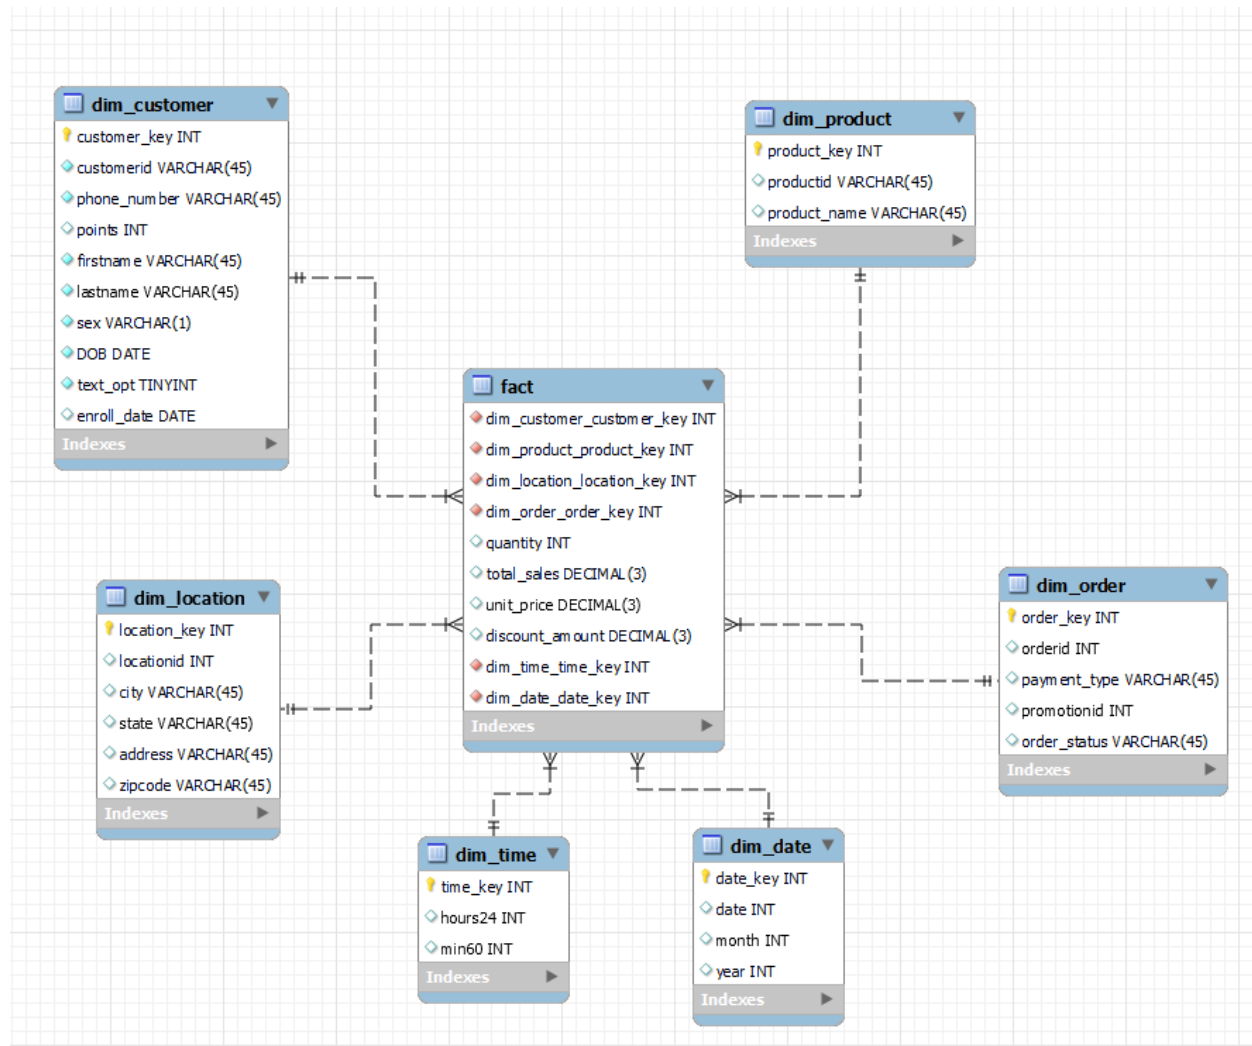 dim_customer
customer_key INT
customerid VARCHAR(45)
phone_number VARCHAR(45)
points INT
firstname VARCHAR(45)
lastname VARCHAR(45)
sex VARCHAR(1)
DOB DATE
text_opt TINYINT
enroll_date DATE
Indexes
dim_product
product_key INT
productid VARCHAR(45)
product_name VARCHAR(45)
Indexes
fact
dim_customer_customer_key INT
dim_product_product_key INT
dim_location_location_key INT
dim_order_order_key INT
quantity INT
total_sales DECIMAL(3)
unit_price DECIMAL(3)
discount_amount DECIMAL(3)
dim_time_time_key INT
dim_date_date_key INT
Indexes
dim_location
location_key INT
locationid INT
city VARCHAR(45)
state VARCHAR(45)
address VARCHAR(45)
zipcode VARCHAR(45)
Indexes
dim_order
order_key INT
orderid INT
payment_type VARCHAR(45)
promotionid INT
order_status VARCHAR(45)
Indexes
dim_time
time_key INT
hours24 INT
min60 INT
Indexes
dim_date
date_key INT
date INT
month INT
year INT
Indexes